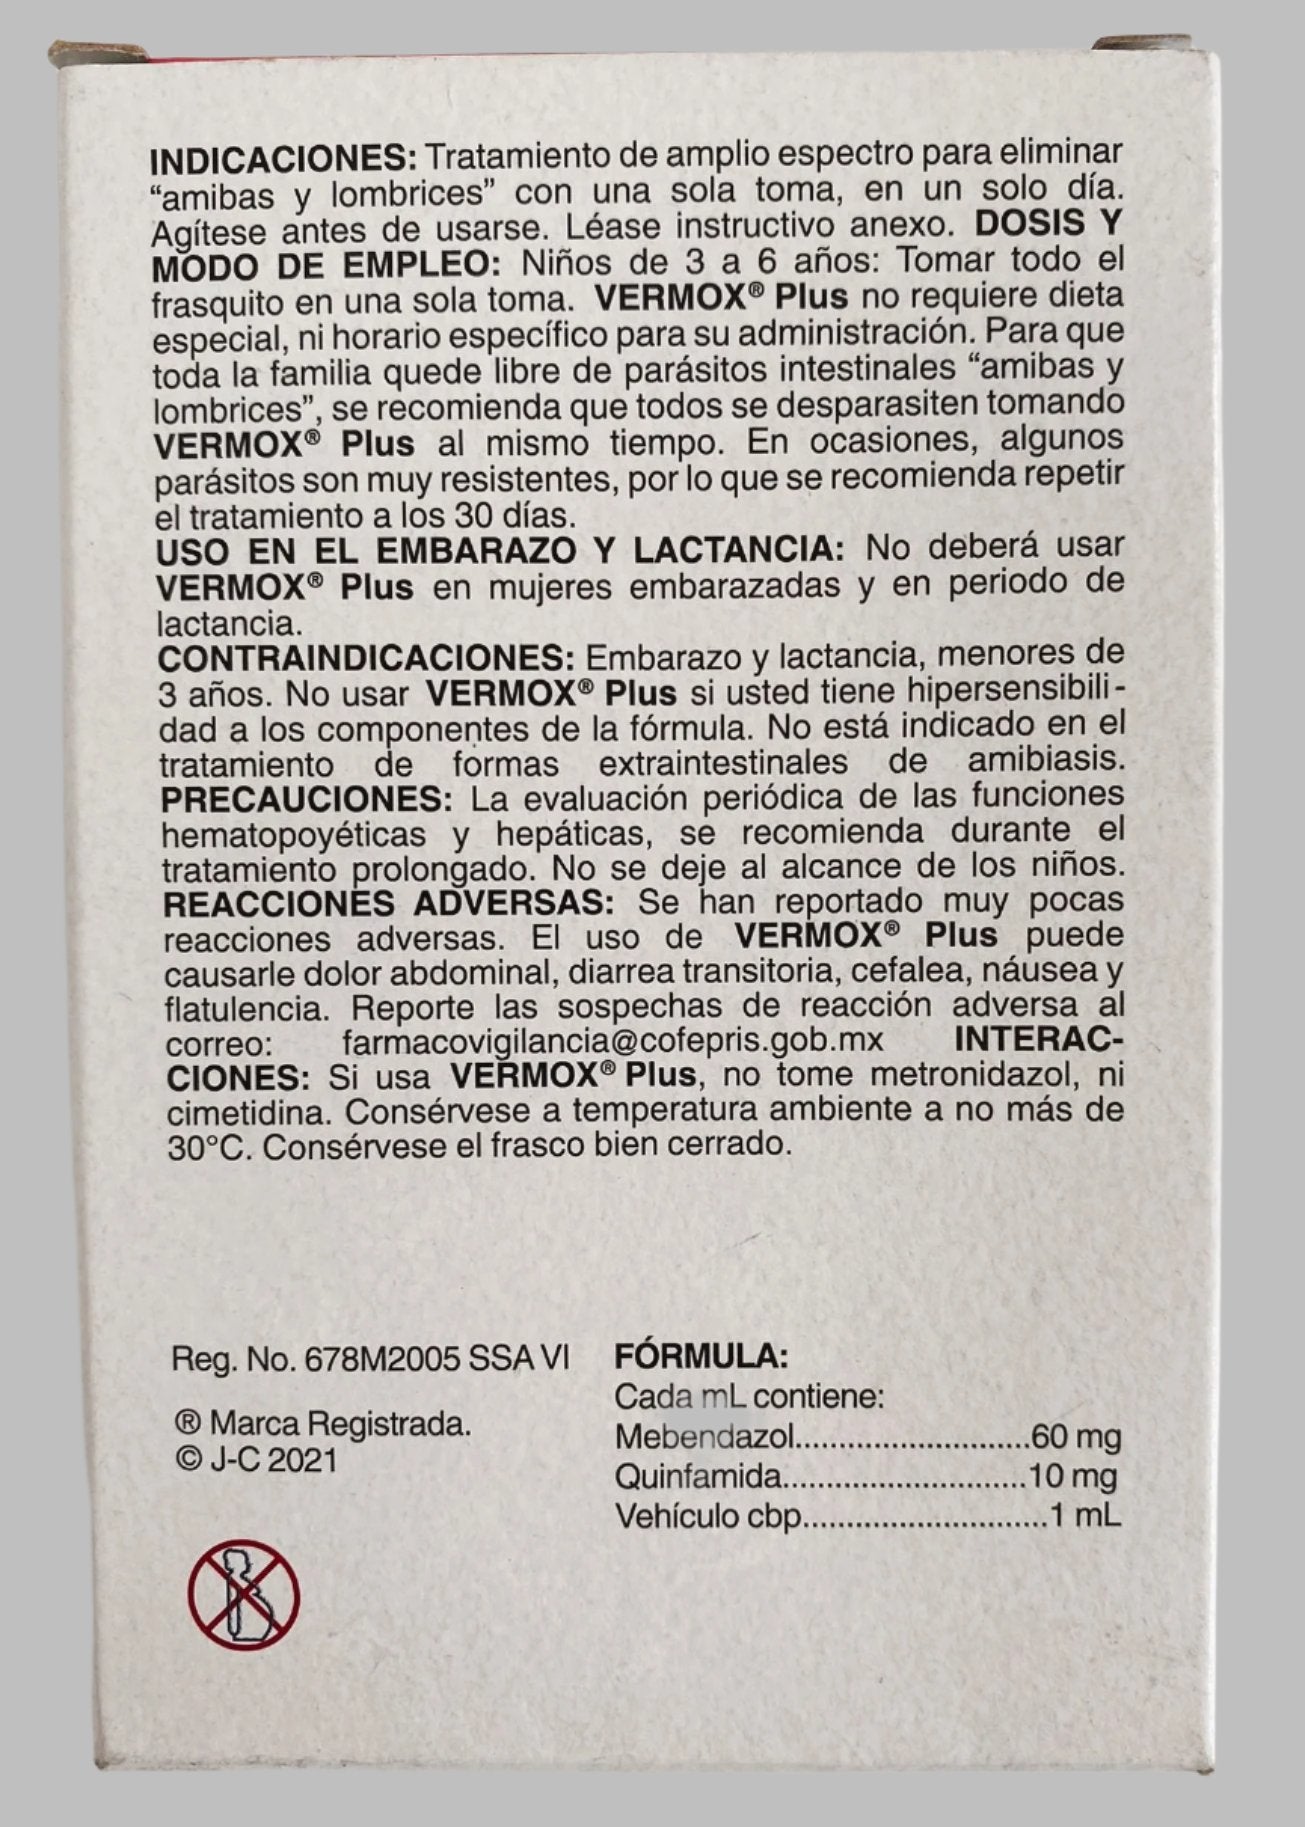 INDICACIONES: Tratamiento de amplio espectro para eliminar
“amibas y lombrices” con una sola toma, en un solo día.
Agítese antes de usarse. Léase instructivo anexo. DOSIS Y
MODO DE EMPLEO: Niños de 3 a 6 años: Tomar todo el
frasquito en una sola toma. VERMOX® Plus no requiere dieta
especial, ni horario específico para su administración. Para que
toda la familia quede libre de parásitos intestinales “amibas y
lombrices”, se recomienda que todos se desparasiten tomando
VERMOX® Plus al mismo tiempo. En ocasiones, algunos
parásitos son muy resistentes, por lo que se recomienda repetir
el tratamiento a los 30 días.
USO EN EL EMBARAZO Y LACTANCIA: No deberá usar
VERMOX® Plus en mujeres embarazadas y en periodo de
lactancia.
CONTRAINDICACIONES: Embarazo y lactancia, menores de
3 años. No usar VERMOX® Plus si usted tiene hipersensibili-
dad a los componentes de la fórmula. No está indicado en el
tratamiento de formas extraintestinales de amibiasis.
PRECAUCIONES: La evaluación periódica de las funciones
hematopoyéticas y hepáticas, se recomienda durante el
tratamiento prolongado. No se deje al alcance de los niños.
REACCIONES ADVERSAS: Se han reportado muy pocas
reacciones adversas. El uso de VERMOX® Plus puede
causarle dolor abdominal, diarrea transitoria, cefalea, náusea y
flatulencia. Reporte las sospechas de reacción adversa al
correo: farmacovigilancia@cofepris.gob.mx INTERAC-
CIONES: Si usa VERMOX® Plus, no tome metronidazol, ni
cimetidina. Consérvese a temperatura ambiente a no más de
30°C. Consérvese el frasco bien cerrado.
Reg. No. 678M2005 SSA VI
® Marca Registrada.
© J-C 2021
FÓRMULA:
Cada mL contiene:
Mebendazol...........................60 mg
Quinfamida............................10 mg
Vehículo cbp............................1 mL